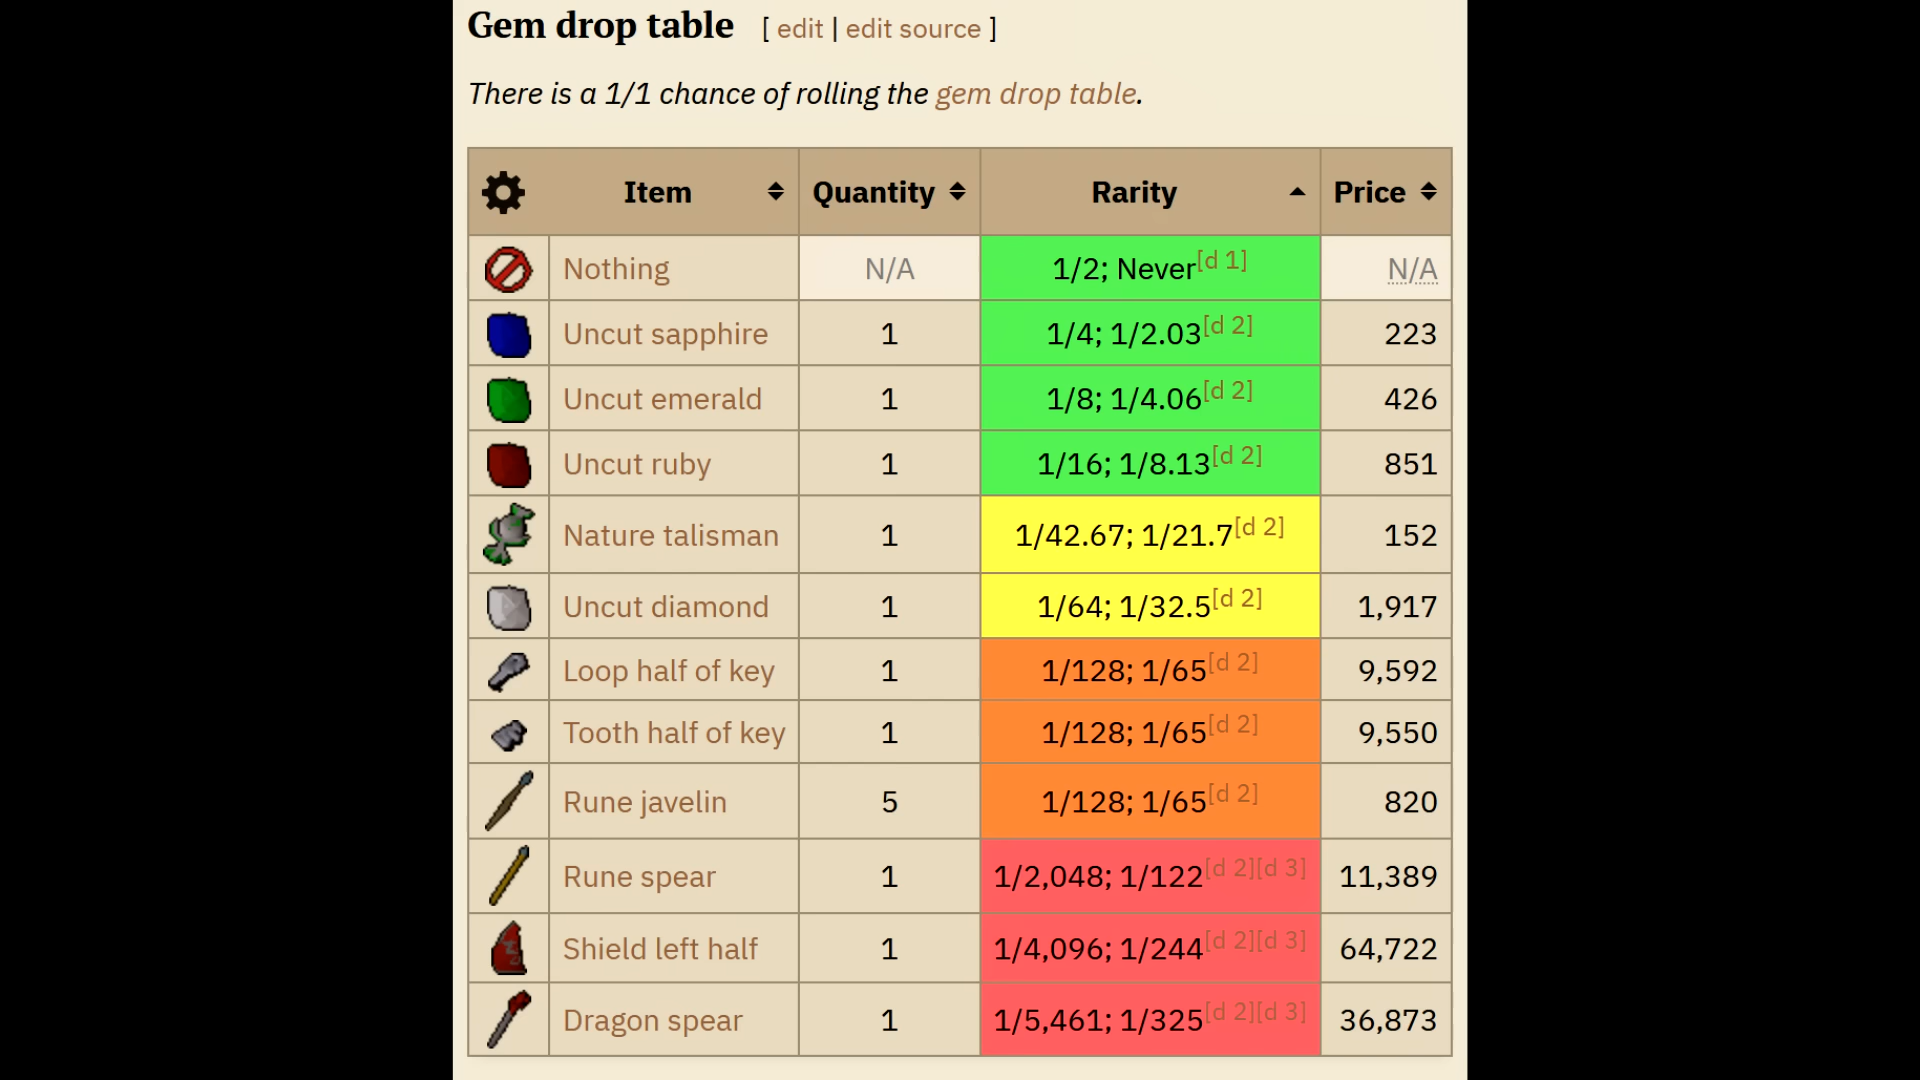 Gem drop table [ edit | edit source ]
There is a 1/1 chance of rolling the gem drop table.
Item Quantity Rarity Price
Nothing N/A 1/2; Never[d 1] N/A
Uncut sapphire 1 1/4; 1/2.03[d 2] 223
Uncut emerald 1 1/8; 1/4.06[d 2] 426
Uncut ruby 1 1/16; 1/8.13[d 2] 851
Nature talisman 1 1/42.67; 1/21.7[d 2] 152
Uncut diamond 1 1/64; 1/32.5[d 2] 1,917
Loop half of key 1 1/128; 1/65[d 2] 9,592
Tooth half of key 1 1/128; 1/65[d 2] 9,550
Rune javelin 5 1/128; 1/65[d 2] 820
Rune spear 1 1/2,048; 1/122[d 2][d 3] 11,389
Shield left half 1 1/4,096; 1/244[d 2][d 3] 64,722
Dragon spear 1 1/5,461; 1/325[d 2][d 3] 36,873